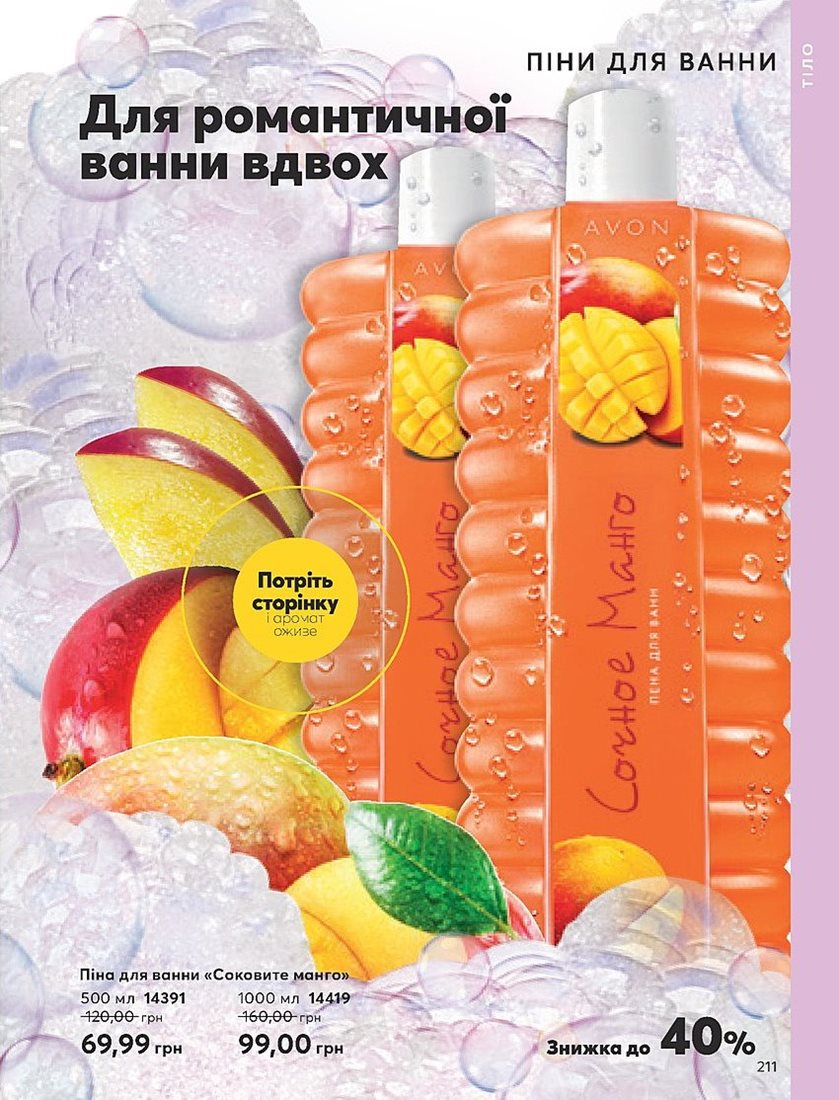 ПІНИ ДЛЯ ВАННИ
ТІЛО
Для романтичної
ванни вдвох
AVON
AV
Сочное Манго
ПЕНА ДЛЯ ВАНН
Сочное Манго
Потріть
сторінку
і аромат
ожизе
Піна для ванни «Соковите манго»
500 мл 14391
120,00 грн
69,99 грн
1000 мл 14419
160,00 грн
99,00 грн
Знижка до 40%
211